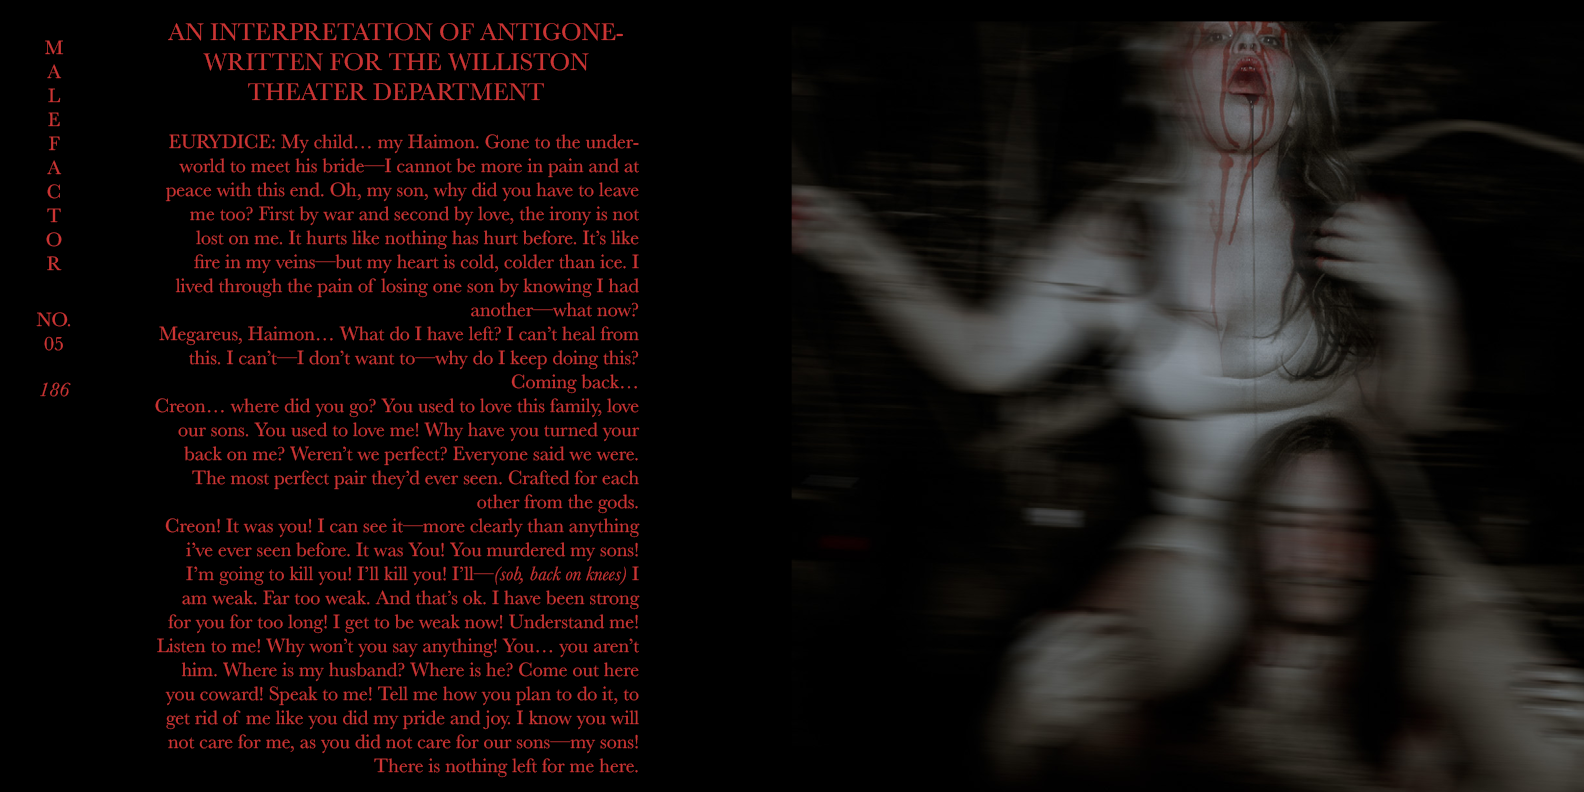 M
A
L
E
F
A
C
T
O
R
NO.
05
186
AN INTERPRETATION OF ANTIGONE-
WRITTEN FOR THE WILLISTON
THEATER DEPARTMENT
EURYDICE: My child… my Haimon. Gone to the under-
world to meet his bride—I cannot be more in pain and at
peace with this end. Oh, my son, why did you have to leave
me too? First by war and second by love, the irony is not
lost on me. It hurts like nothing has hurt before. It’s like
fire in my veins—but my heart is cold, colder than ice. I
lived through the pain of losing one son by knowing I had
another—what now?
Megareus, Haimon… What do I have left? I can’t heal from
this. I can’t—I don’t want to—why do I keep doing this?
Coming back…
Creon… where did you go? You used to love this family, love
our sons. You used to love me! Why have you turned your
back on me? Weren’t we perfect? Everyone said we were.
The most perfect pair they’d ever seen. Crafted for each
other from the gods.
Creon! It was you! I can see it—more clearly than anything
i’ve ever seen before. It was You! You murdered my sons!
I’m going to kill you! I’ll kill you! I’ll—(sob, back on knees) I
am weak. Far too weak. And that’s ok. I have been strong
for you for too long! I get to be weak now! Understand me!
Listen to me! Why won’t you say anything! You… you aren’t
him. Where is my husband? Where is he? Come out here
you coward! Speak to me! Tell me how you plan to do it, to
get rid of me like you did my pride and joy. I know you will
not care for me, as you did not care for our sons—my sons!
There is nothing left for me here.